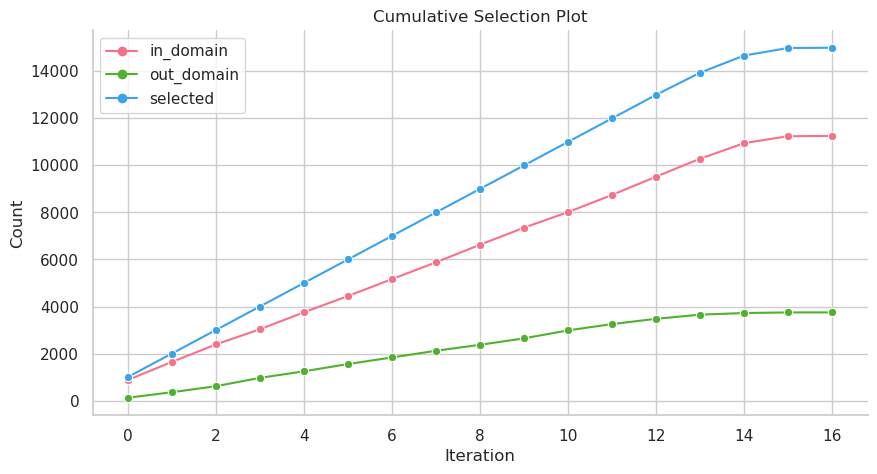 Cumulative Selection Plot
in_domain
out_domain
selected
Count
14000
12000
10000
8000
6000
4000
2000
0
0 2 4 6 8 10 12 14 16
Iteration